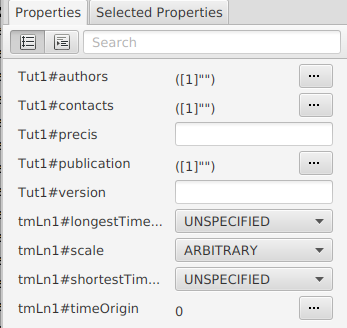 Properties Selected Properties
Search
Tut1#authors ([1]"") ...
Tut1#contacts ([1]"") ...
Tut1#precis
Tut1#publication ([1]"") ...
Tut1#version
tmLn1#longestTime... UNSPECIFIED
tmLn1#scale ARBITRARY
tmLn1#shortestTim... UNSPECIFIED
tmLn1#timeOrigin 0 ...